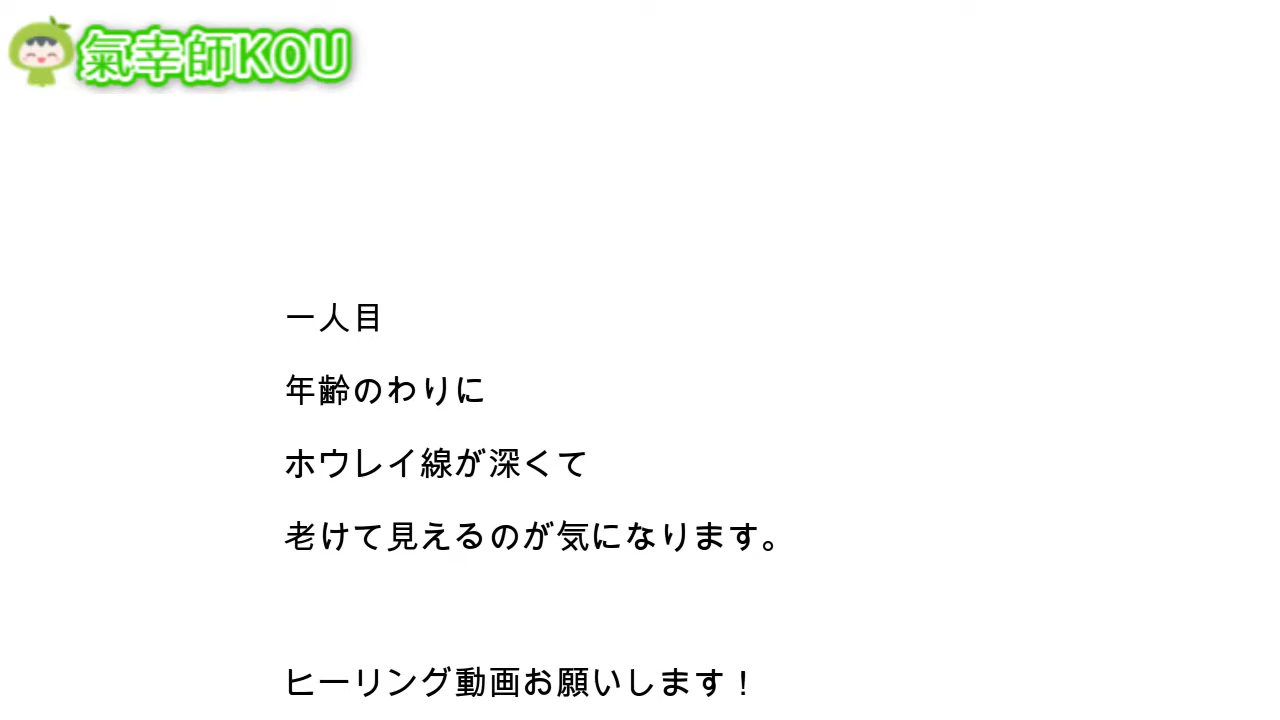 氣幸師KOU
一人目
年齢のわりに
ホウレイ線が深くて
老けて見えるのが気になります。
ヒーリング動画お願いします！